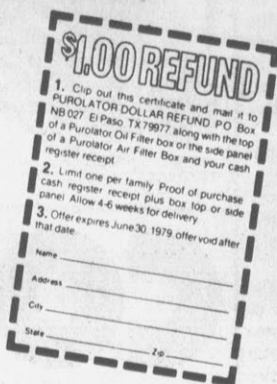 $1.00 REFUND
1. Clip out this certificate and mail it to
PUROLATOR DOLLAR REFUND P.O. Box
NB 027 El Paso TX 79977 along with the top
of a Purolator Oil Filter box or the side panel
of a Purolator Air Filter Box and your cash
register receipt
2. Limit one per family Proof of purchase
cash register receipt plus box top or side
panel Allow 4-6 weeks for delivery
3. Offer expires June 30, 1979, offer void after
that date.
Name
Address
City
State Zip